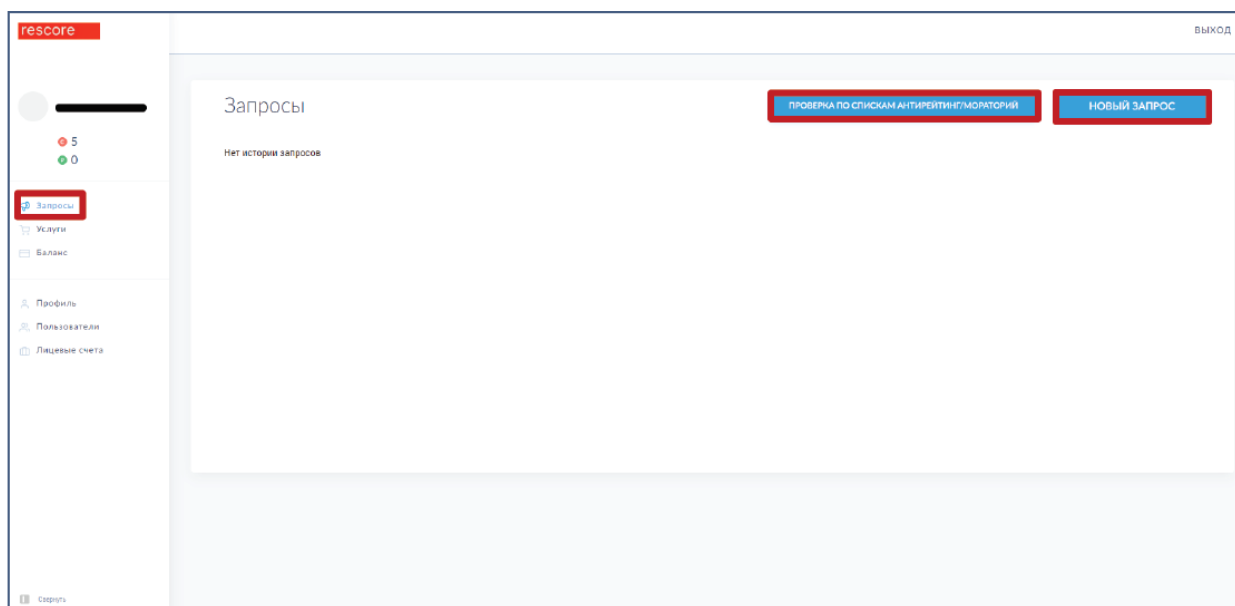 rescore
ВЫХОД
5
0
Запросы
Услуги
Баланс
Профиль
Пользователи
Лицевые счета
Свернуть
Запросы
ПРОВЕРКА ПО СПИСКАМ АНТИРЕЙТИНГ/МОРАТОРИЙ
НОВЫЙ ЗАПРОС
Нет истории запросов